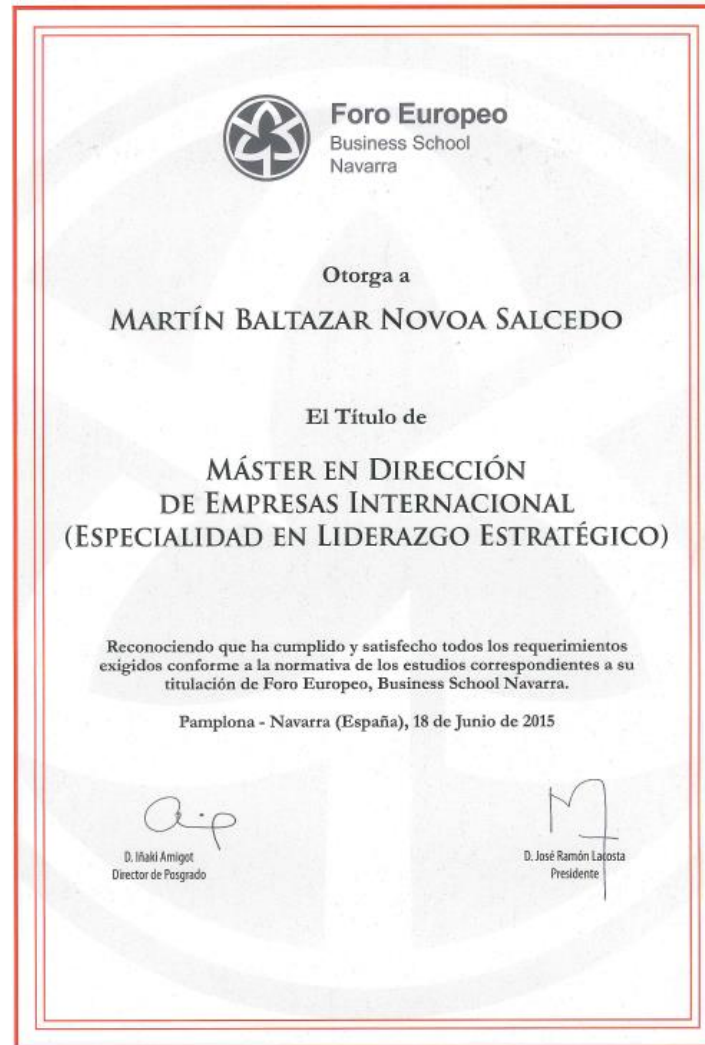 Foro Europeo
Business School
Navarra
Otorga a
MARTÍN BALTAZAR NOVOA SALCEDO
El Título de
MÁSTER EN DIRECCIÓN
DE EMPRESAS INTERNACIONAL
(ESPECIALIDAD EN LIDERAZGO ESTRATÉGICO)
Reconociendo que ha cumplido y satisfecho todos los requerimientos
exigidos conforme a la normativa de los estudios correspondientes a su
titulación de Foro Europeo, Business School Navarra.
Pamplona - Navarra (España), 18 de Junio de 2015
D. Iñaki Amigot
Director de Posgrado
D. José Ramón Lacosta
Presidente